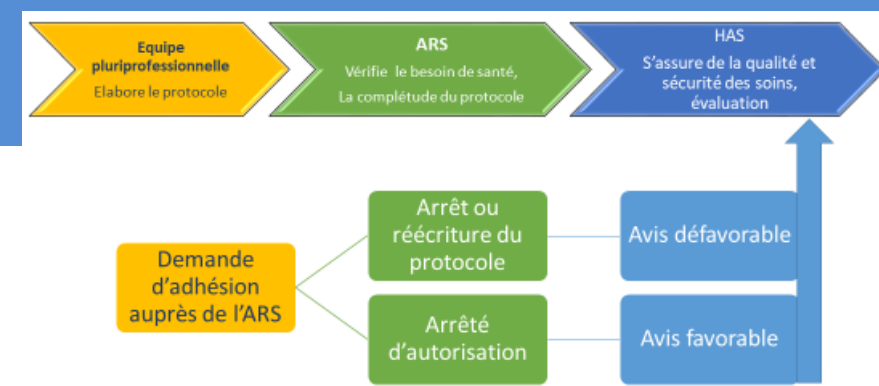 Equipe
pluriprofessionnelle
Elabore le protocole
ARS
Vérifie le besoin de santé,
La complétude du protocole
HAS
S'assure de la qualité et
sécurité des soins,
évaluation
Demande
d'adhésion
auprès de l'ARS
Arrêt ou
réécriture du
protocole
Avis défavorable
Arrêté
d'autorisation
Avis favorable